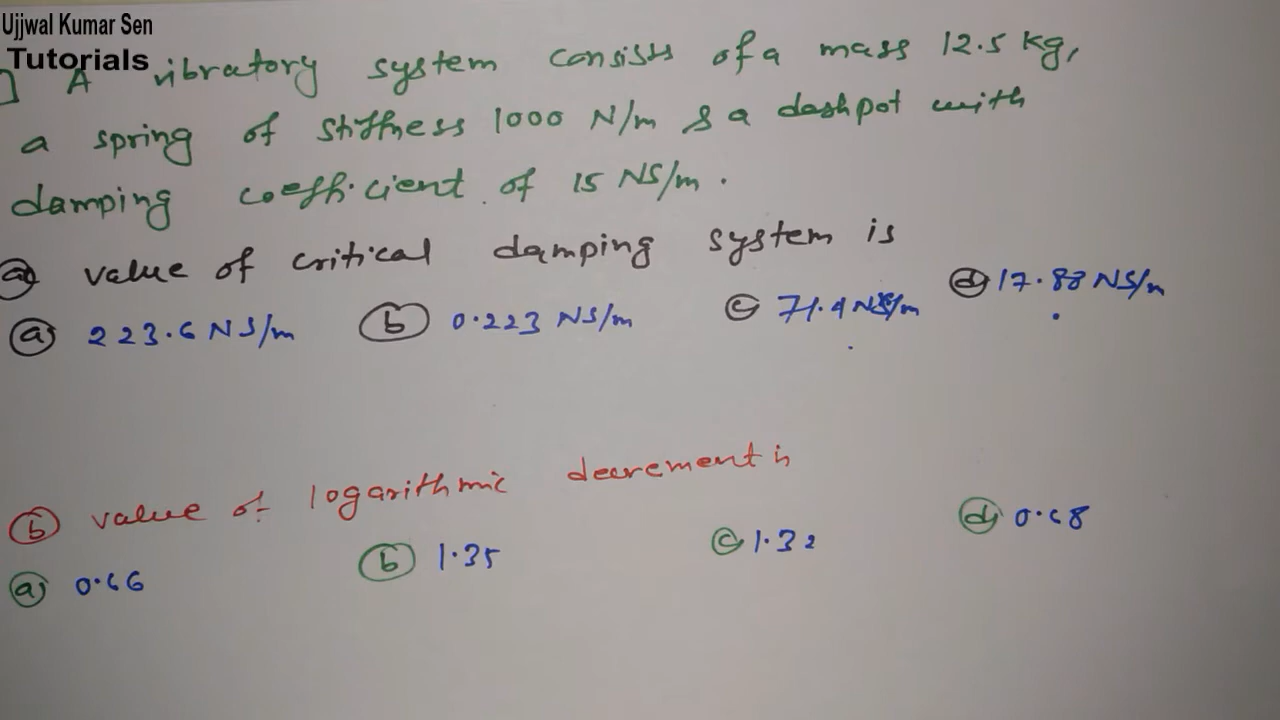 Ujjwal Kumar Sen
Tutorials
A vibratory system consists of a mass 12.5 Kg,
a spring of stiffness 1000 N/m & a dashpot with
damping coefficient of 15 NS/m.
(a) value of critical damping system is
(a) 223.6 NS/m (b) 0.223 NS/m (c) 71.4 NS/m (d) 17.88 NS/m
(b) value of logarithmic decrement is
(a) 0.66 (b) 1.35 (c) 1.32 (d) 0.68